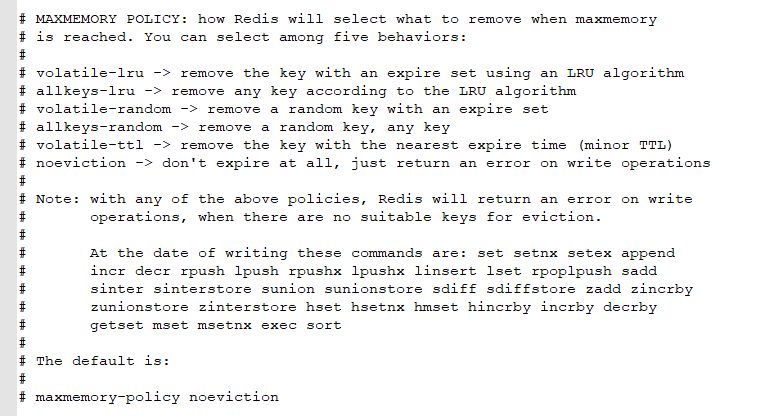 # MAXMEMORY POLICY: how Redis will select what to remove when maxmemory
# is reached. You can select among five behaviors:
#
# volatile-lru -> remove the key with an expire set using an LRU algorithm
# allkeys-lru -> remove any key according to the LRU algorithm
# volatile-random -> remove a random key with an expire set
# allkeys-random -> remove a random key, any key
# volatile-ttl -> remove the key with the nearest expire time (minor TTL)
# noeviction -> don't expire at all, just return an error on write operations
#
# Note: with any of the above policies, Redis will return an error on write
#       operations, when there are no suitable keys for eviction.
#
#       At the date of writing these commands are: set setnx setex append
#       incr decr rpush lpush rpushx lpushx linsert lset rpoplpush sadd
#       sinter sinterstore sunion sunionstore sdiff sdiffstore zadd zincrby
#       zunionstore zinterstore hset hsetnx hmset hincrby incrby decrby
#       getset mset msetnx exec sort
#
# The default is:
#
# maxmemory-policy noeviction